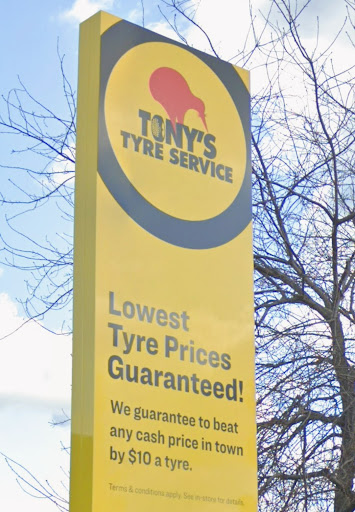 TONY'S
TYRE SERVICE
Lowest
Tyre Prices
Guaranteed!
We guarantee to beat
any cash price in town
by $10 a tyre.
Terms & conditions apply. See in-store for details.